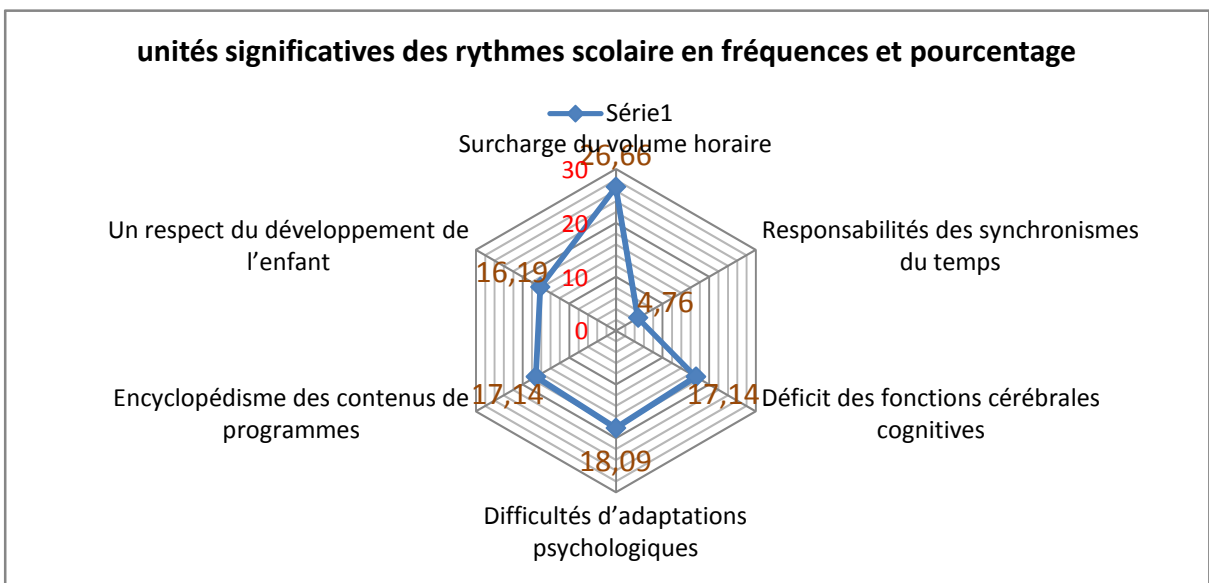 unités significatives des rythmes scolaire en fréquences et pourcentage
Série1
Surcharge du volume horaire
26,66
30
20
10
0
Responsabilités des synchronismes
du temps
4,76
Déficit des fonctions cérébrales
cognitives
17,14
Difficultés d’adaptations
psychologiques
18,09
Encyclopédisme des contenus de
programmes
17,14
Un respect du développement de
l’enfant
16,19